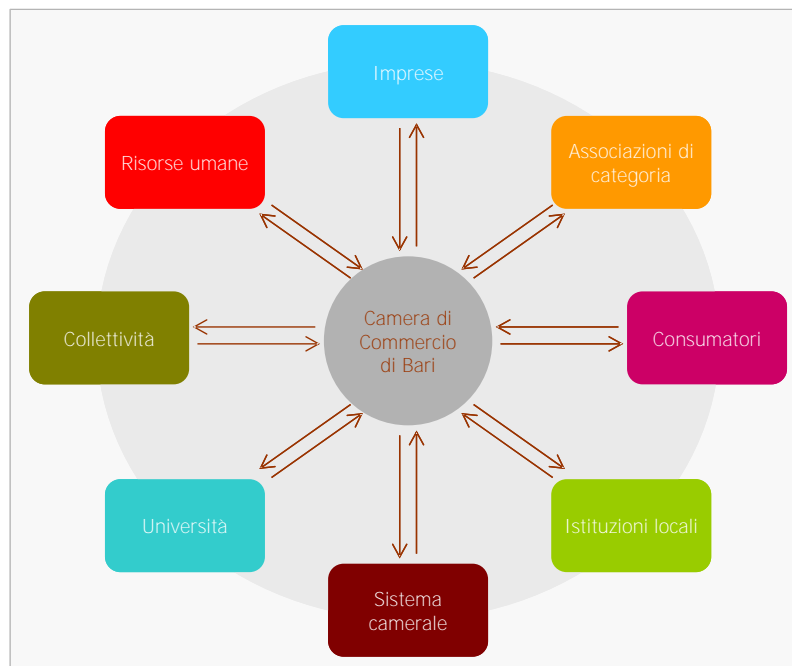 Imprese
Risorse umane
Associazioni di
categoria
Collettività
Camera di
Commercio
di Bari
Consumatori
Università
Istituzioni locali
Sistema
camerale